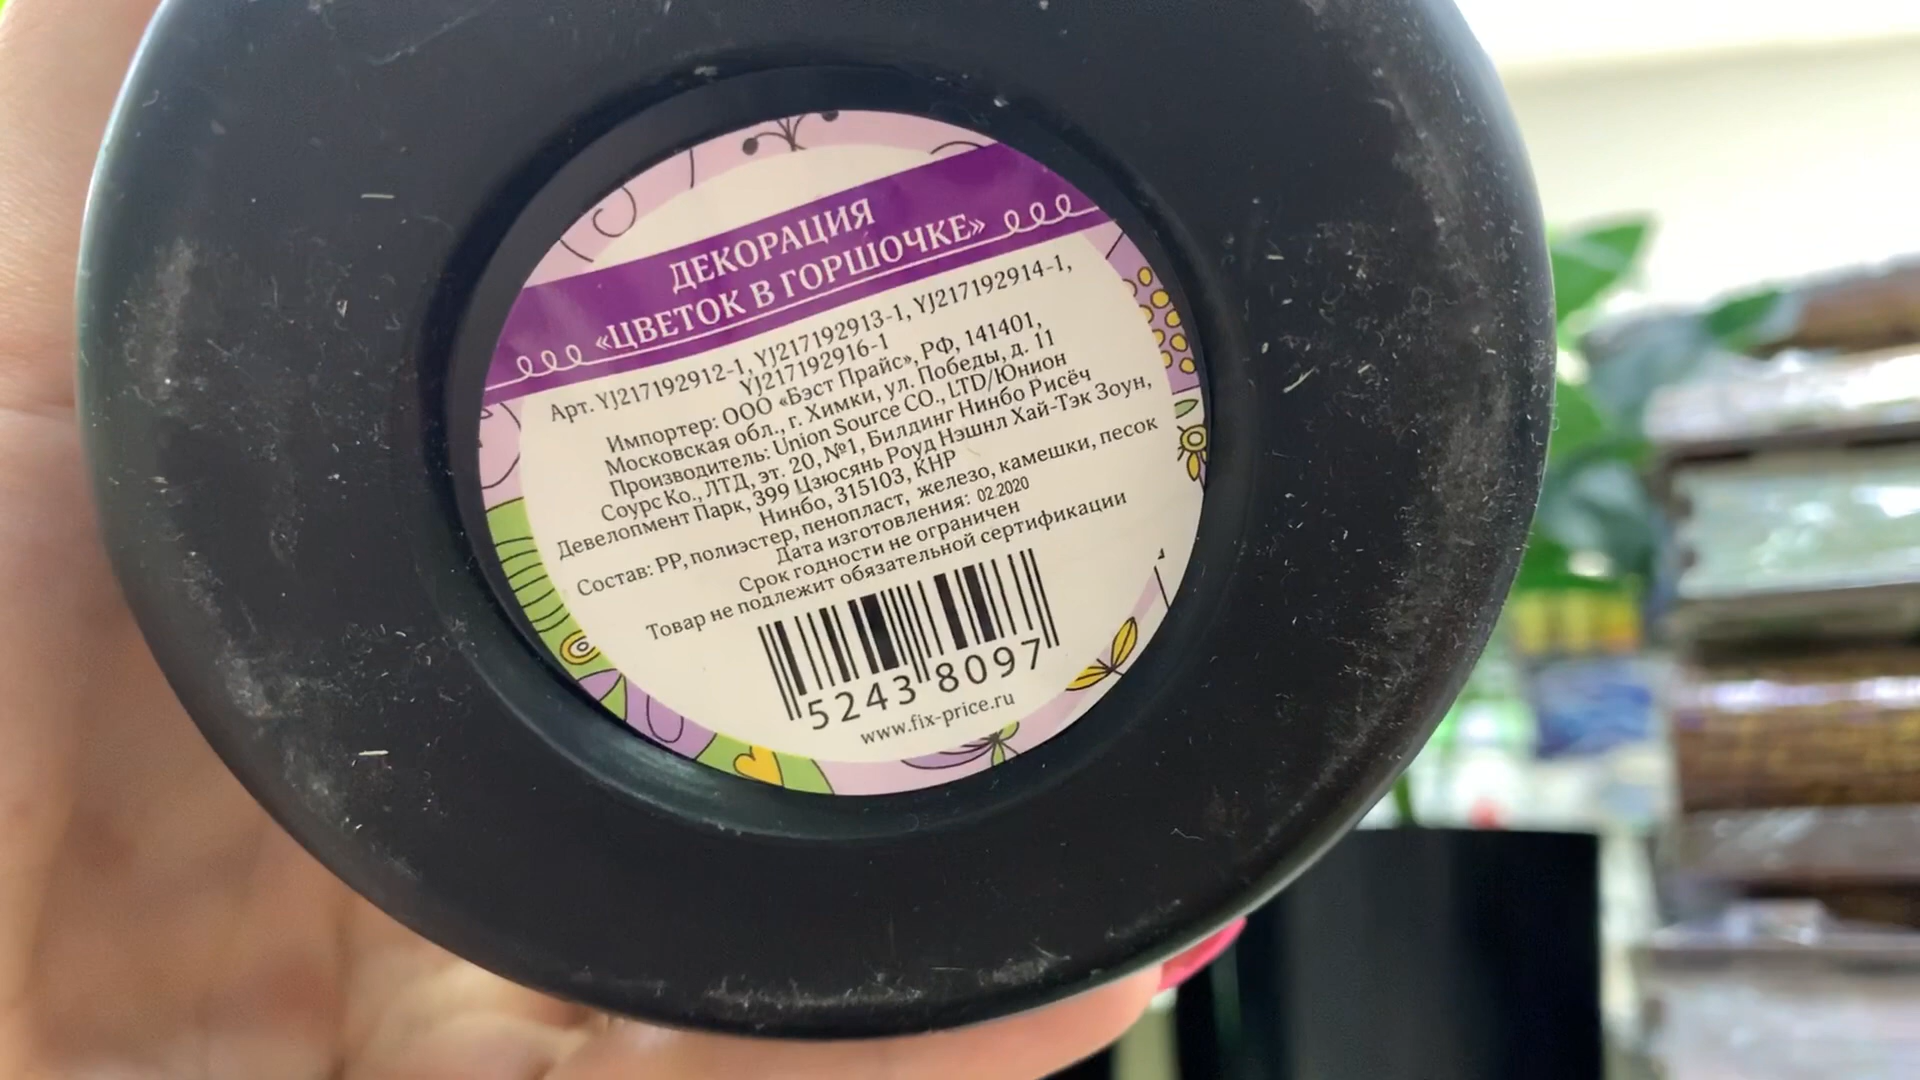 ДЕКОРАЦИЯ
«ЦВЕТОК В ГОРШОЧКЕ»
Арт. YJ217192912-1, YJ217192913-1, YJ217192914-1,
YJ217192916-1
Импортер: ООО «Бэст Прайс», РФ, 141401,
Московская обл., г. Химки, ул. Победы, д. 11
Производитель: Union Source CO., LTD/Юнион
Соурс Ко., ЛТД, эт. 20, №1, Билдинг Нинбо Рисёч
Девелопмент Парк, 399 Цзюсянь Роуд Нэшнл Хай-Тэк Зоун,
Нинбо, 315103, КНР
Состав: PP, полиэстер, пенопласт, железо, камешки, песок
Дата изготовления: 02.2020
Срок годности не ограничен
Товар не подлежит обязательной сертификации
5243 8097
www.fix-price.ru